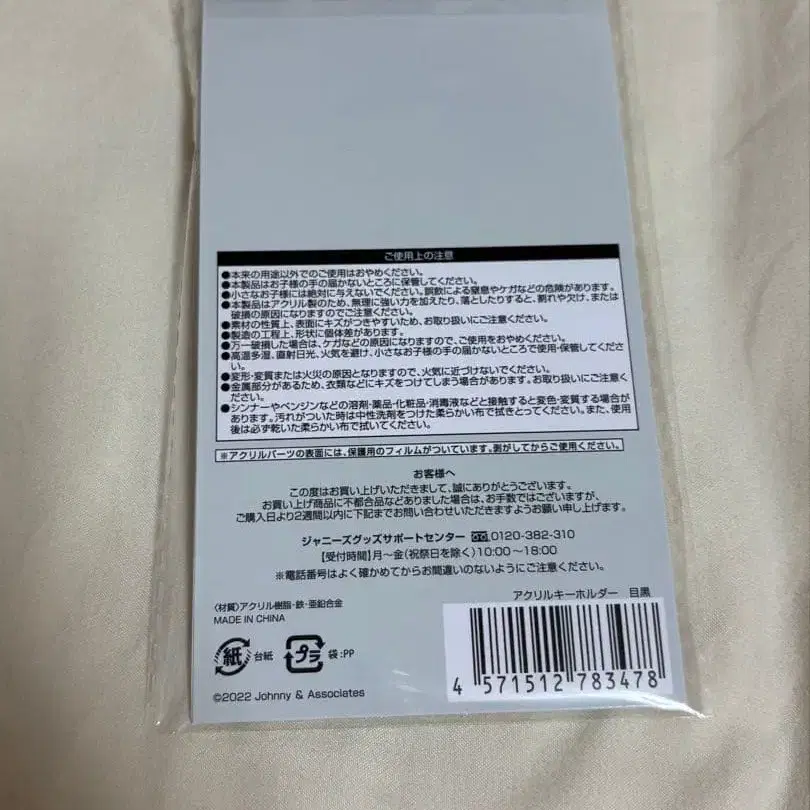 ご使用上の注意
●本来の用途以外でのご使用はおやめください。
●本製品はお子様の手の届かないところに保管してください。
●小さなお子様には絶対に与えないでください。誤飲による窒息やケガなどの危険があります。
●本製品はアクリル製のため、無理に強い力を加えたり、落としたりすると、割れや欠け、または
破損の原因になりますのでご注意ください。
●素材の性質上、表面にキズがつきやすいため、お取り扱いにご注意ください。
●製造の工程上、形状に個体差があります。
●万一破損した場合は、ケガなどの原因になりますので、ご使用をおやめください。
●高温多湿、直射日光、火気を避け、小さなお子様の手の届かないところで使用・保管してくださ
い。
●変形・変質または火災の原因となりますので、火気に近づけないでください。
●金属部分があるため、衣類などにキズをつけてしまう場合があります。お取り扱いにご注意く
ださい。
●シンナーやベンジンなどの溶剤・薬品・化粧品・消毒液などと接触すると変色・変質する場合が
あります。汚れがついた時は中性洗剤をつけた柔らかい布で拭きとってください。また、使用
後は必ず乾いた柔らかい布で拭いてください。
※アクリルパーツの表面には、保護用のフィルムがついています。剥がしてからご使用ください。
お客様へ
この度はお買い上げいただきまして、誠にありがとうございます。
お買い上げ商品に不都合品などありました場合は、お手数ではございますが、
ご購入日より2週間以内に下記までお問い合わせいただきますようお願い申し上げます。
ジャニーズグッズサポートセンター 0120-382-310
【受付時間】月〜金(祝祭日を除く)10:00〜18:00
※電話番号はよく確かめてからお間違いのないようにご注意ください。
〈材質〉アクリル樹脂・鉄・亜鉛合金
MADE IN CHINA
アクリルキーホルダー 目黒
紙 台紙 プラ 袋:PP
4 571512 783478
©2022 Johnny & Associates